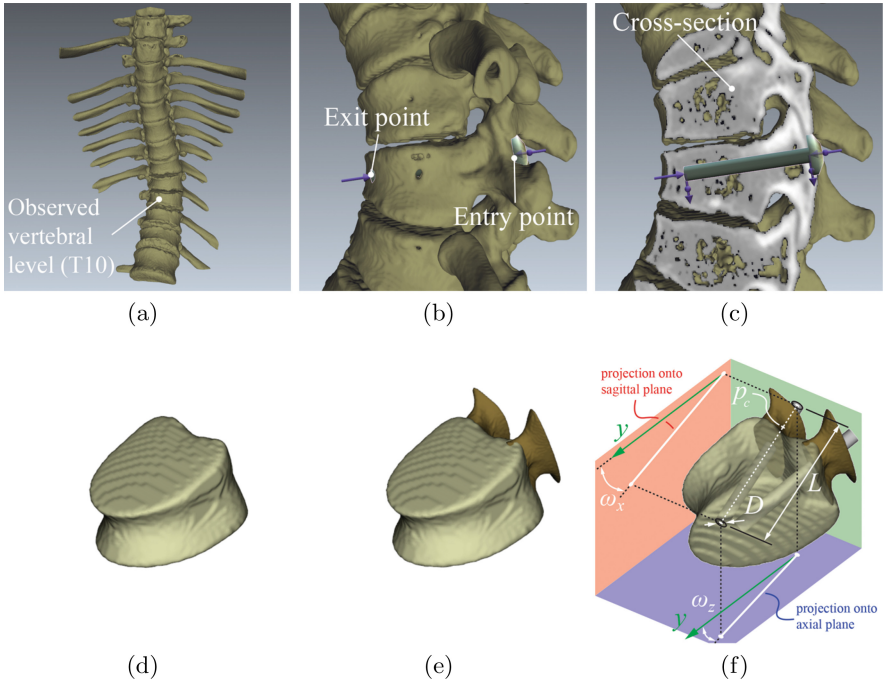 Observed
vertebral
level (T10)
(a)
Exit point
Entry point
(b)
Cross-section
(c)
(d)
(e)
projection onto
sagittal plane
p_c
y
L
ω_x
D
ω_z
y
projection onto
axial plane
(f)